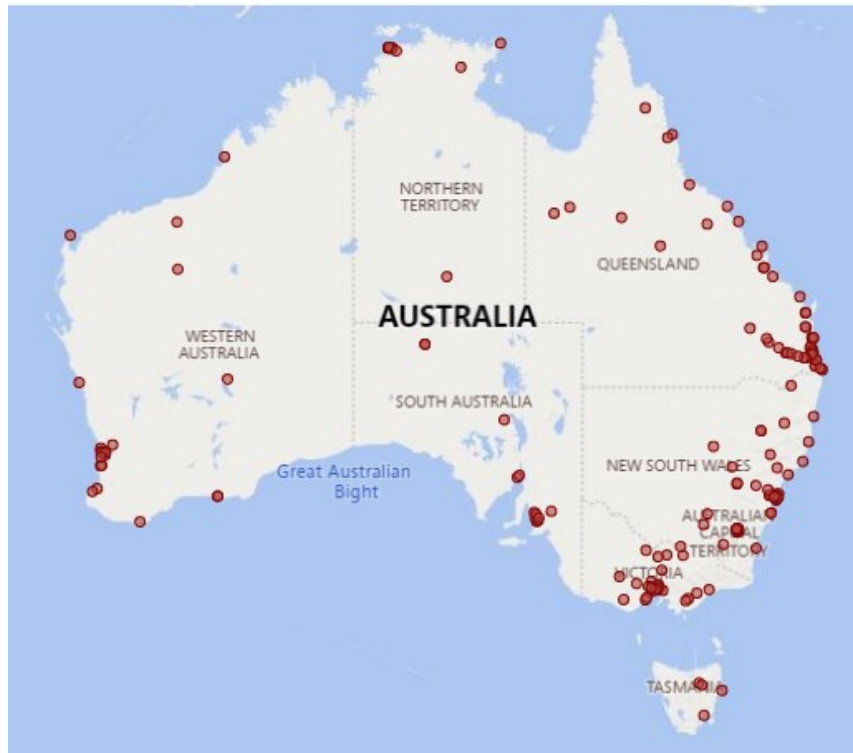 NORTHERN
TERRITORY
QUEENSLAND
AUSTRALIA
WESTERN
AUSTRALIA
SOUTH AUSTRALIA
Great Australian
Bight
NEW SOUTH WALES
AUSTRALIAN
CAPITAL
TERRITORY
VICTORIA
TASMANIA